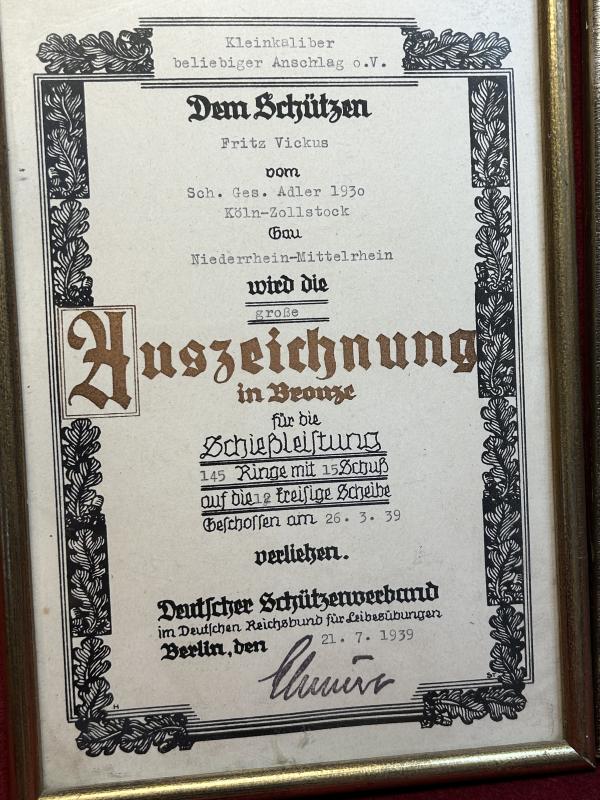 Kleinkaliber
beliebiger Anschlag o.V.
Dem Schützen
Fritz Vickus
vom
Sch. Ges. Adler 1930
Köln-Zollstock
Gau
Niederrhein-Mittelrhein
wird die
große
Auszeichnung
in Bronze
für die
Schießleistung
145 Ringe mit 15 Schuß
auf die 12 kreisige Scheibe
Geschossen am 26. 3. 39
verliehen.
Deutscher Schützenverband
im Deutschen Reichsbund für Leibesübungen
Berlin, den 21. 7. 1939
H